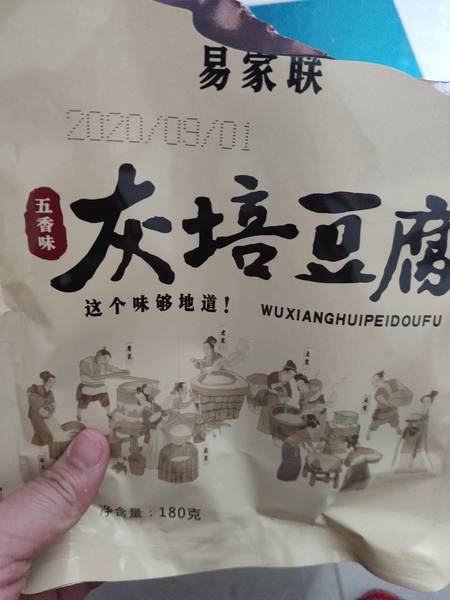 易家联
2020/09/01
五香味
灰培豆腐
这个味够地道!
WUXIANGHUIPEIDOUFU
净含量:180克